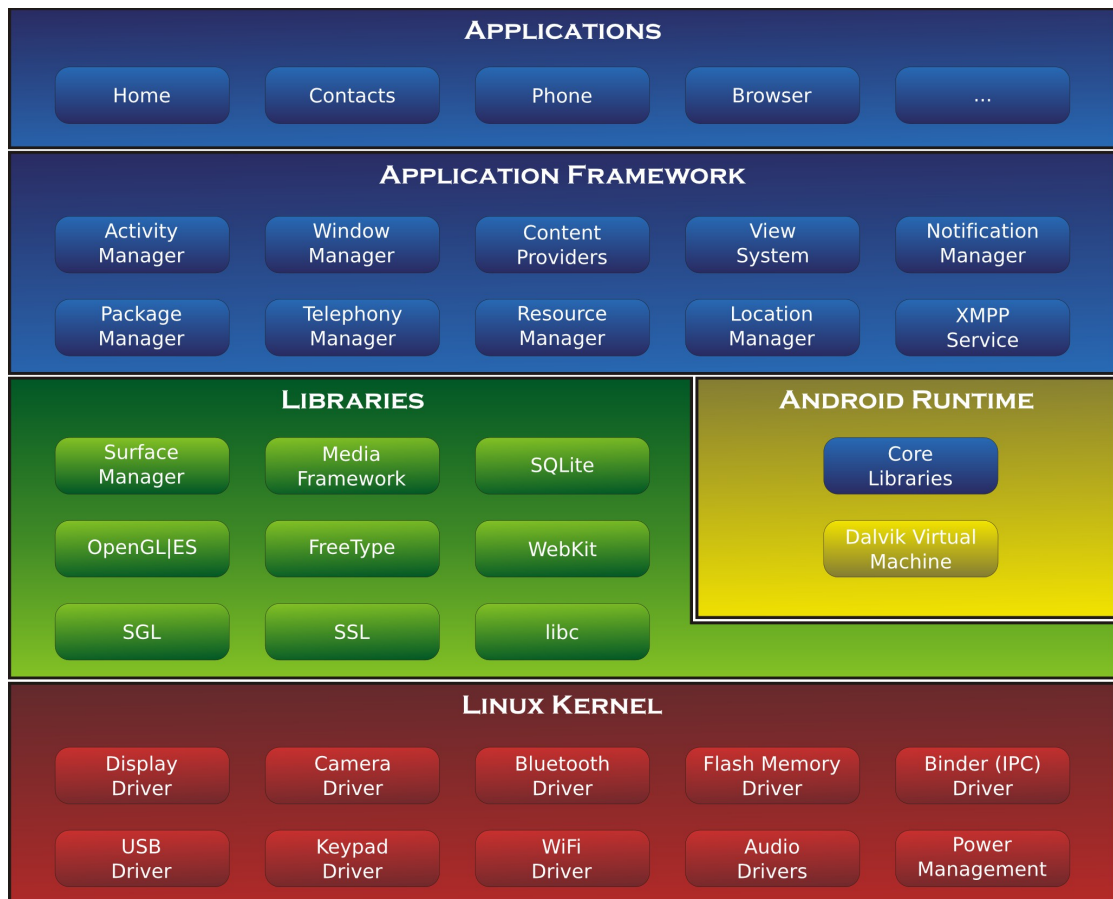 APPLICATIONS
Home
Contacts
Phone
Browser
...
APPLICATION FRAMEWORK
Activity
Manager
Window
Manager
Content
Providers
View
System
Notification
Manager
Package
Manager
Telephony
Manager
Resource
Manager
Location
Manager
XMPP
Service
LIBRARIES
Surface
Manager
Media
Framework
SQLite
OpenGL|ES
FreeType
WebKit
SGL
SSL
libc
ANDROID RUNTIME
Core
Libraries
Dalvik Virtual
Machine
LINUX KERNEL
Display
Driver
Camera
Driver
Bluetooth
Driver
Flash Memory
Driver
Binder (IPC)
Driver
USB
Driver
Keypad
Driver
WiFi
Driver
Audio
Drivers
Power
Management